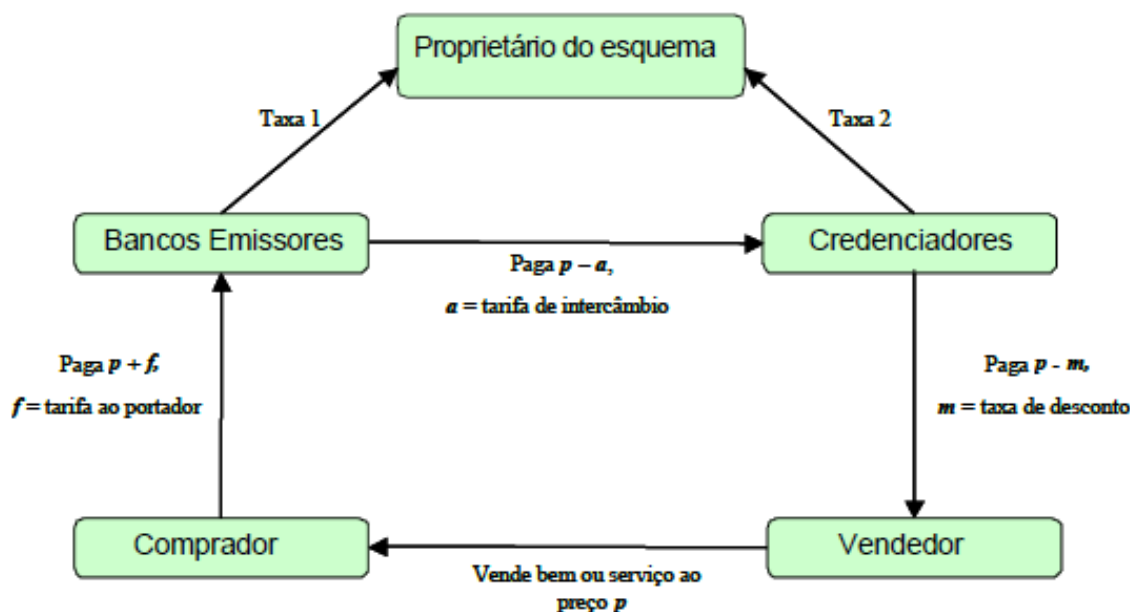 Proprietário do esquema
Taxa 1
Taxa 2
Bancos Emissores
Credenciadores
Paga p – a,
a = tarifa de intercâmbio
Paga p + f,
f = tarifa ao portador
Paga p - m,
m = taxa de desconto
Comprador
Vendedor
Vende bem ou serviço ao
preço p